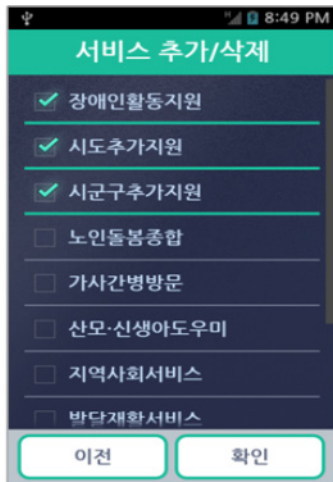 8:49 PM
서비스 추가/삭제
장애인활동지원
시도추가지원
시군구추가지원
노인돌봄종합
가사간병방문
산모·신생아도우미
지역사회서비스
발달재활서비스
이전 확인